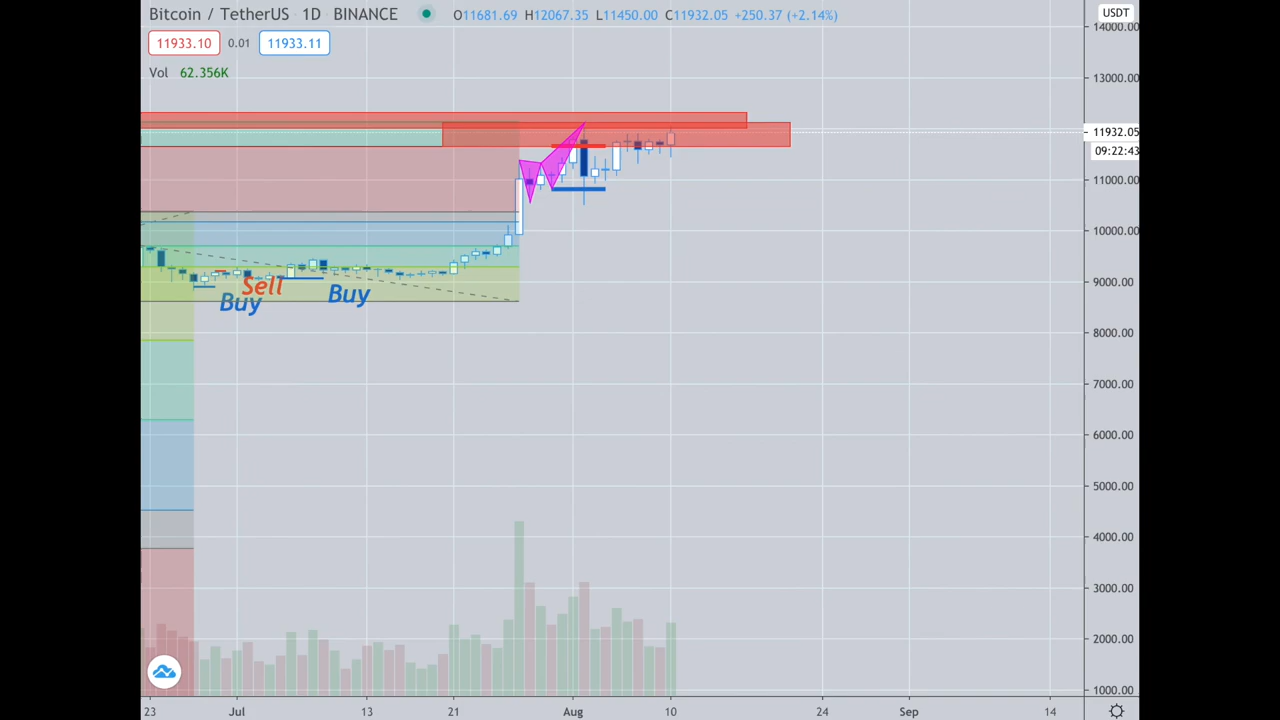 Bitcoin / TetherUS 1D BINANCE O11681.69 H12067.35 L11450.00 C11932.05 +250.37 (+2.14%)
USDT
14000.00
11933.10 0.01 11933.11
Vol 62.356K
13000.00
11932.05
09:22:43
11000.00
10000.00
9000.00
Sell
Buy
Buy
8000.00
7000.00
6000.00
5000.00
4000.00
3000.00
2000.00
1000.00
23 Jul 13 21 Aug 10 24 Sep 14